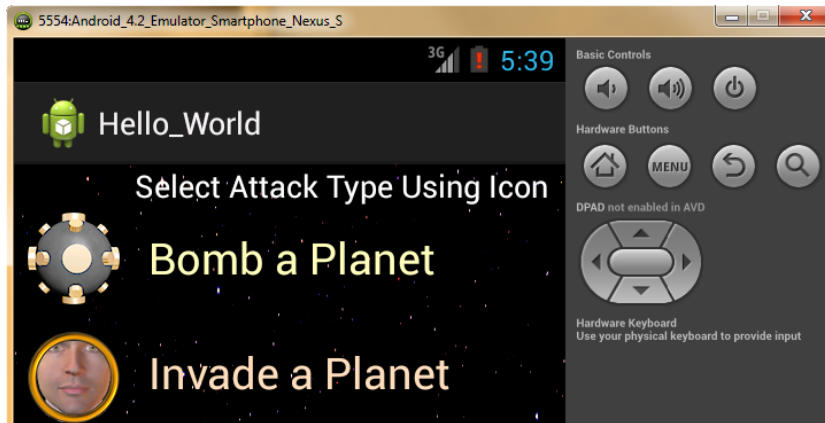 5554:Android_4.2_Emulator_Smartphone_Nexus_S
3G 5:39
Hello_World
Select Attack Type Using Icon
Bomb a Planet
Invade a Planet
Basic Controls
Hardware Buttons
MENU
DPAD not enabled in AVD
Hardware Keyboard
Use your physical keyboard to provide input